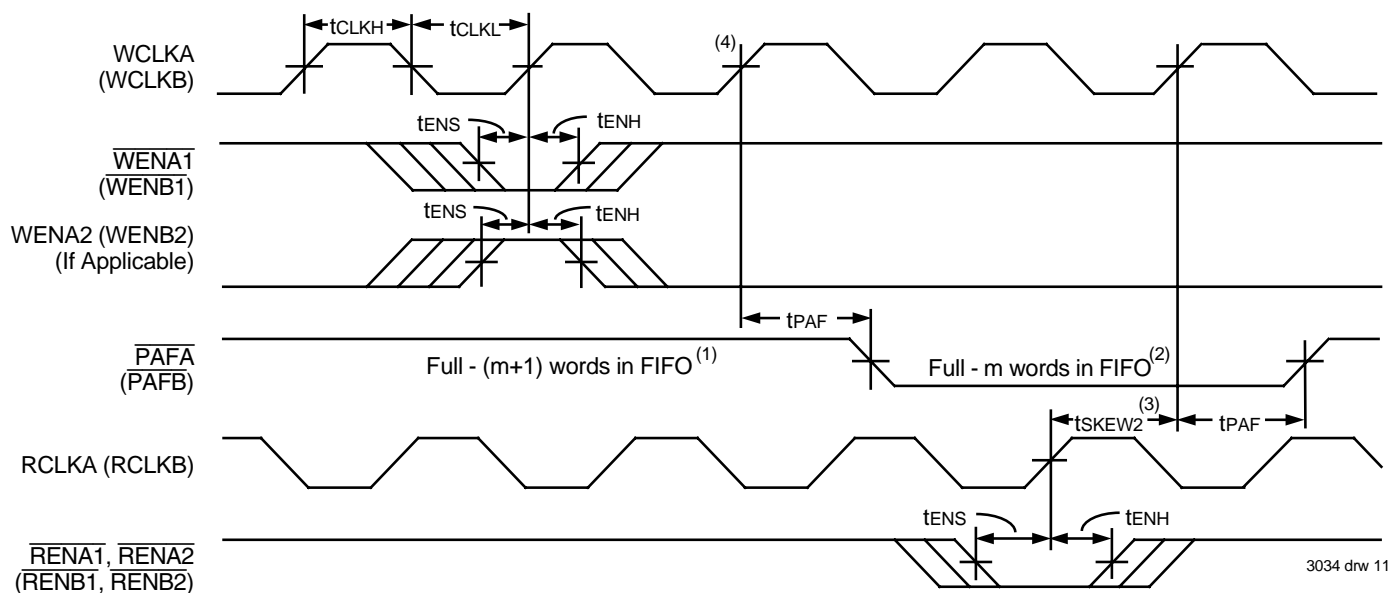 tCLKH
tCLKL
(4)
WCLKA
(WCLKB)
tENS
tENH
WENA1
(WENB1)
tENS
tENH
WENA2 (WENB2)
(If Applicable)
tPAF
PAFA
(PAFB)
Full - (m+1) words in FIFO(1)
Full - m words in FIFO(2)
tSKEW2(3)
tPAF
RCLKA (RCLKB)
tENS
tENH
RENA1, RENA2
(RENB1, RENB2)
3034 drw 11